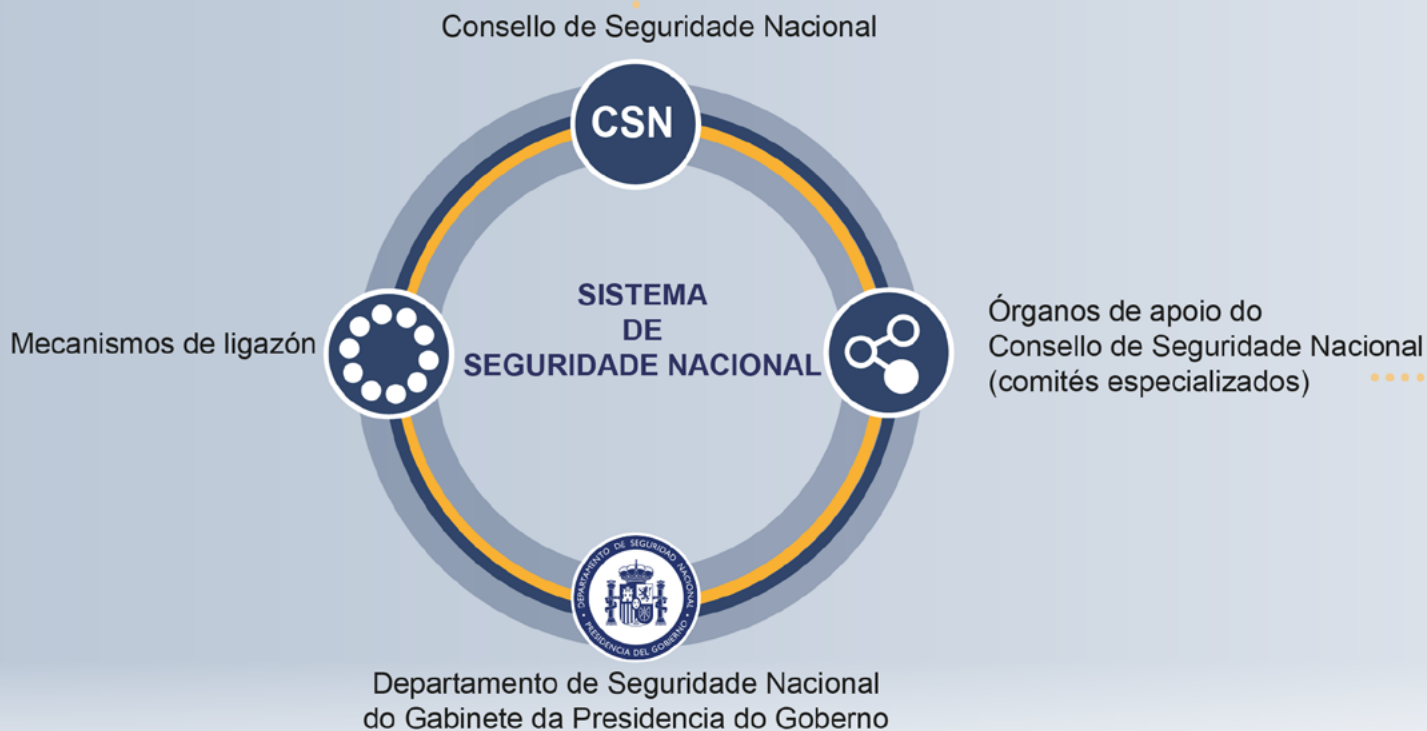 Consello de Seguridade Nacional
CSN
SISTEMA
DE
SEGURIDADE NACIONAL
Mecanismos de ligazón
Órganos de apoio do
Consello de Seguridade Nacional
(comités especializados)
DEPARTAMENTO DE SEGURIDAD NACIONAL
PRESIDENCIA DEL GOBIERNO
Departamento de Seguridade Nacional
do Gabinete da Presidencia do Goberno